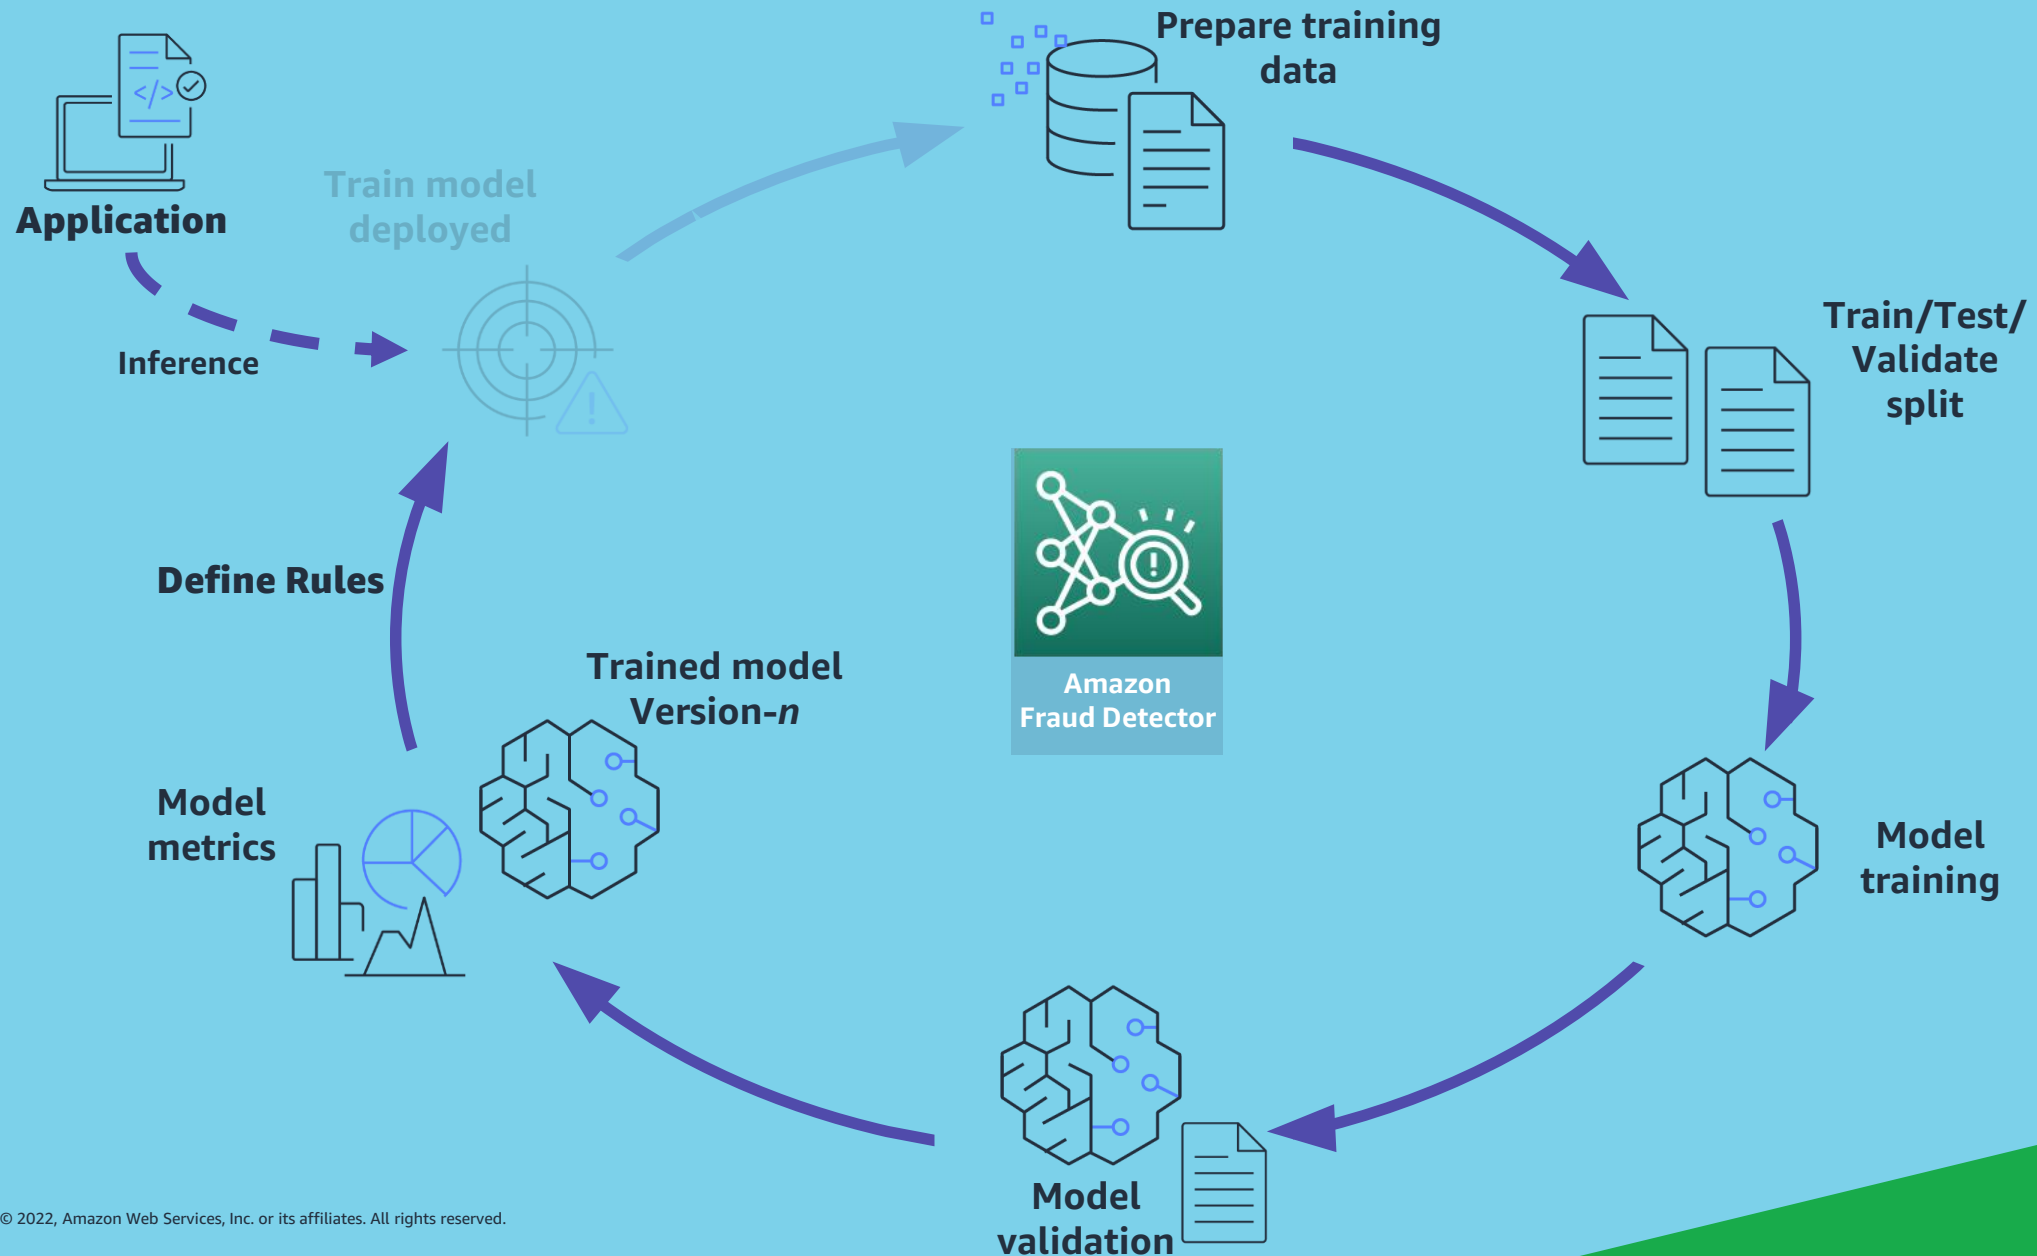 Prepare training
data
Application
Train model
deployed
Inference
Train/Test/
Validate
split
Define Rules
Amazon
Fraud Detector
Trained model
Version-n
Model
metrics
Model
training
Model
validation
© 2022, Amazon Web Services, Inc. or its affiliates. All rights reserved.